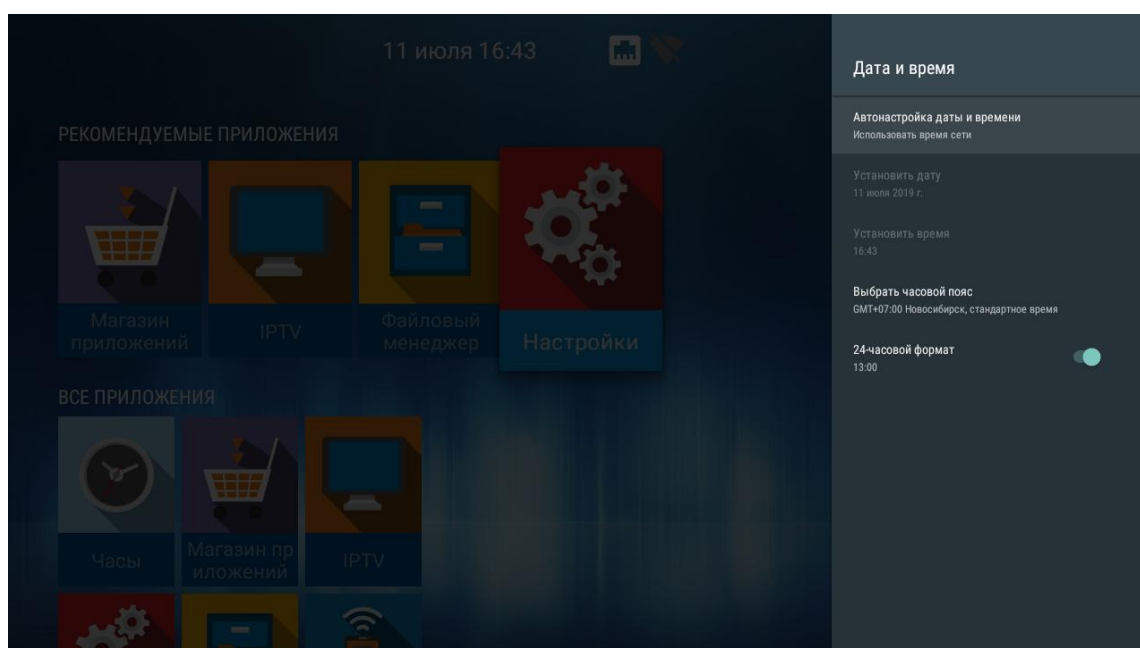 11 июля 16:43
РЕКОМЕНДУЕМЫЕ ПРИЛОЖЕНИЯ
Магазин
приложений
IPTV
Файловый
менеджер
Настройки
ВСЕ ПРИЛОЖЕНИЯ
Часы
Магазин пр
иложений
IPTV
Дата и время
Автонастройка даты и времени
Использовать время сети
Установить дату
11 июля 2019 г.
Установить время
16:43
Выбрать часовой пояс
GMT+07:00 Новосибирск, стандартное время
24-часовой формат
13:00